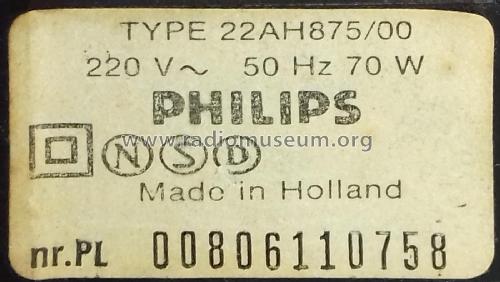 TYPE 22AH875/00
220 V~ 50 Hz 70 W
PHILIPS
www.radiomuseum.org
N S D
Made in Holland
nr.PL 00806110758